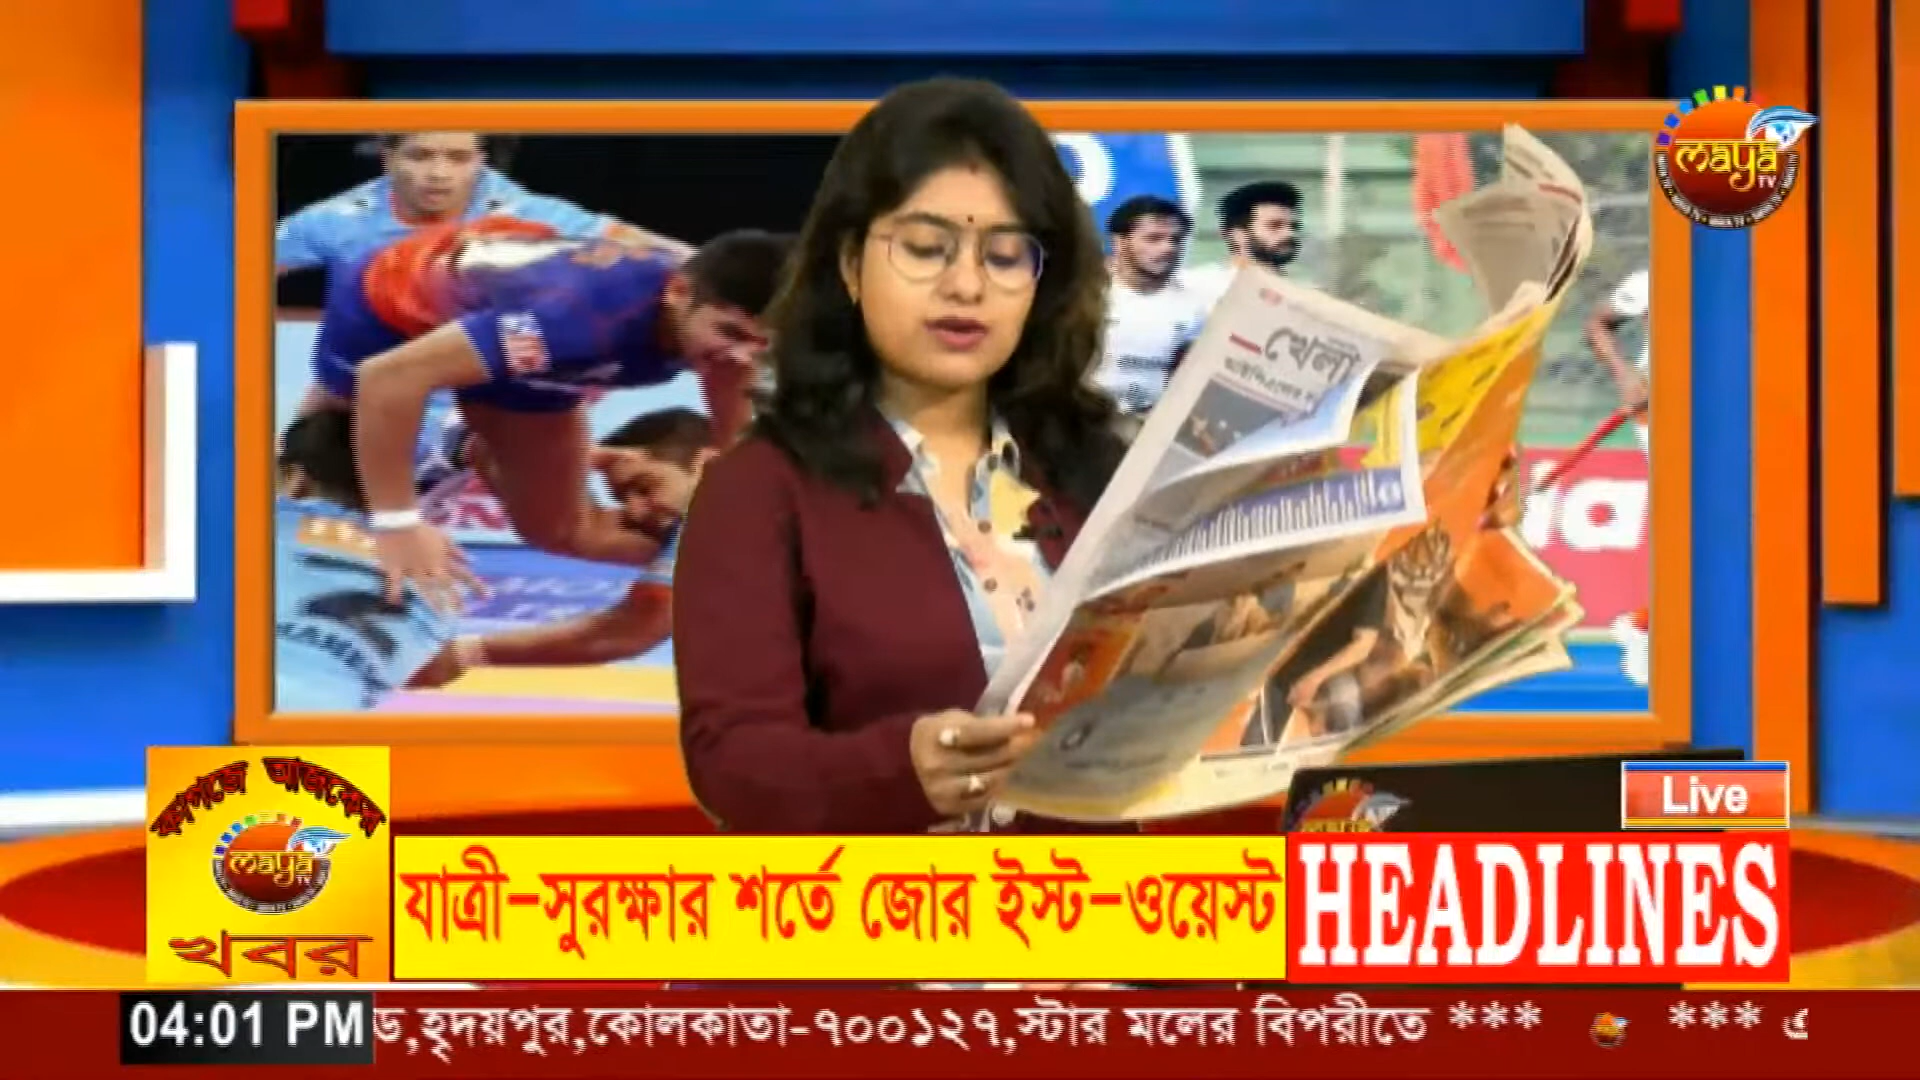 maya
TV
খেলা
কাগজে আজকের
maya
TV
খবর
Live
যাত্রী-সুরক্ষার শর্তে জোর ইস্ট-ওয়েস্ট
HEADLINES
04:01 PM
ড,হৃদয়পুর,কোলকাতা-৭০০১২৭,স্টার মলের বিপরীতে *** *** এ